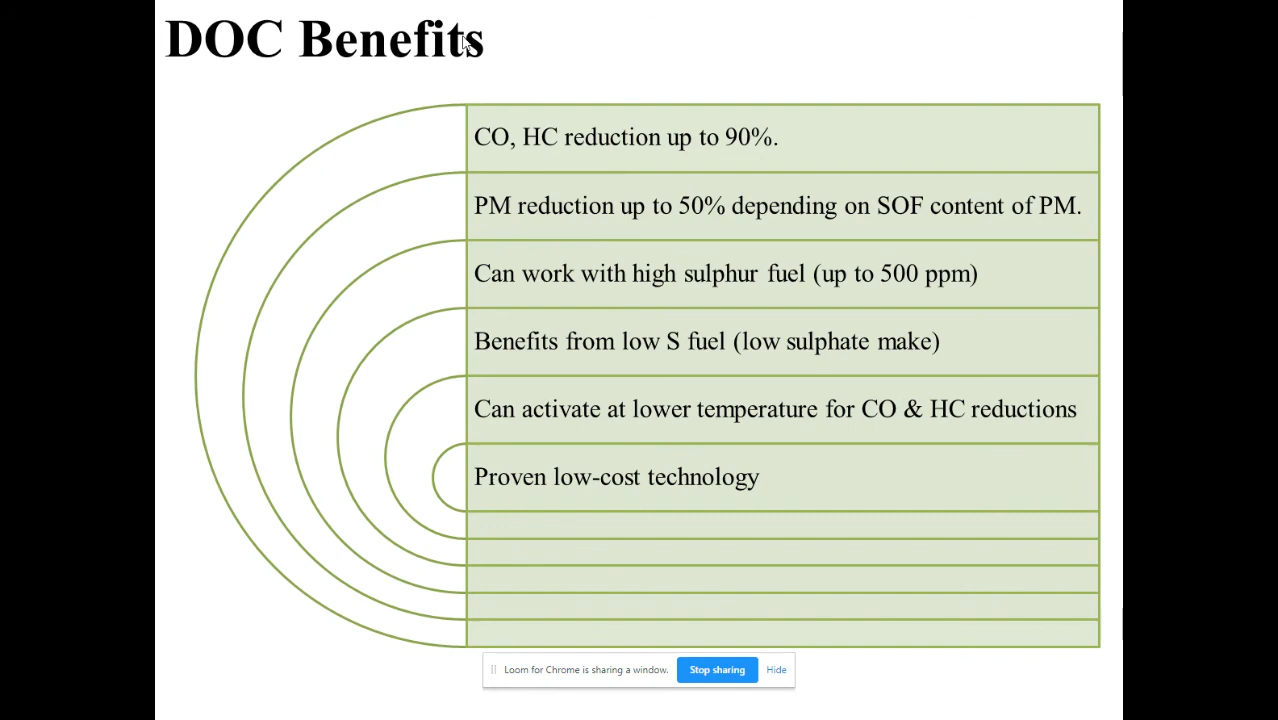 DOC Benefits
CO, HC reduction up to 90%.
PM reduction up to 50% depending on SOF content of PM.
Can work with high sulphur fuel (up to 500 ppm)
Benefits from low S fuel (low sulphate make)
Can activate at lower temperature for CO & HC reductions
Proven low-cost technology
Loom for Chrome is sharing a window. Stop sharing Hide